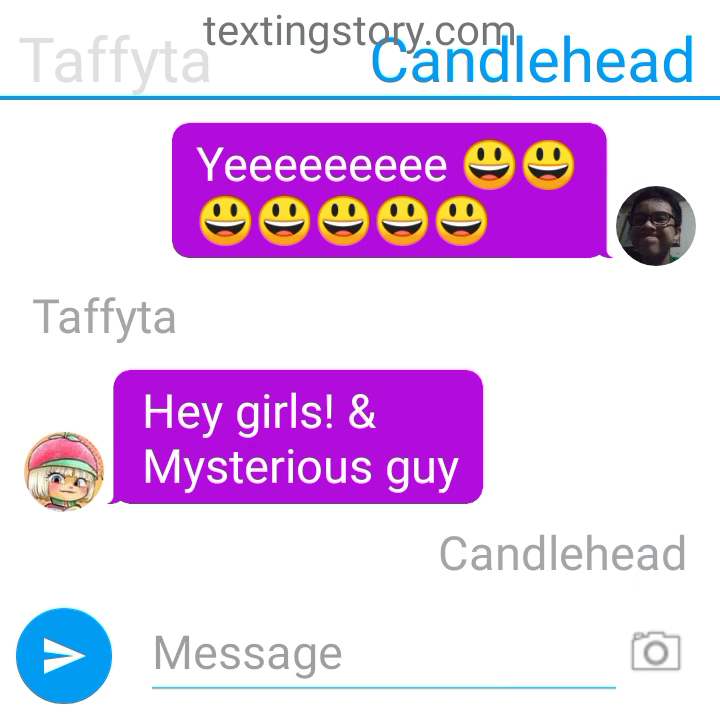 textingstory.com
Taffyta Candlehead
Yeeeeeeeee 😃😃
😃😃😃😃😃
Taffyta
Hey girls! &
Mysterious guy
Candlehead
Message